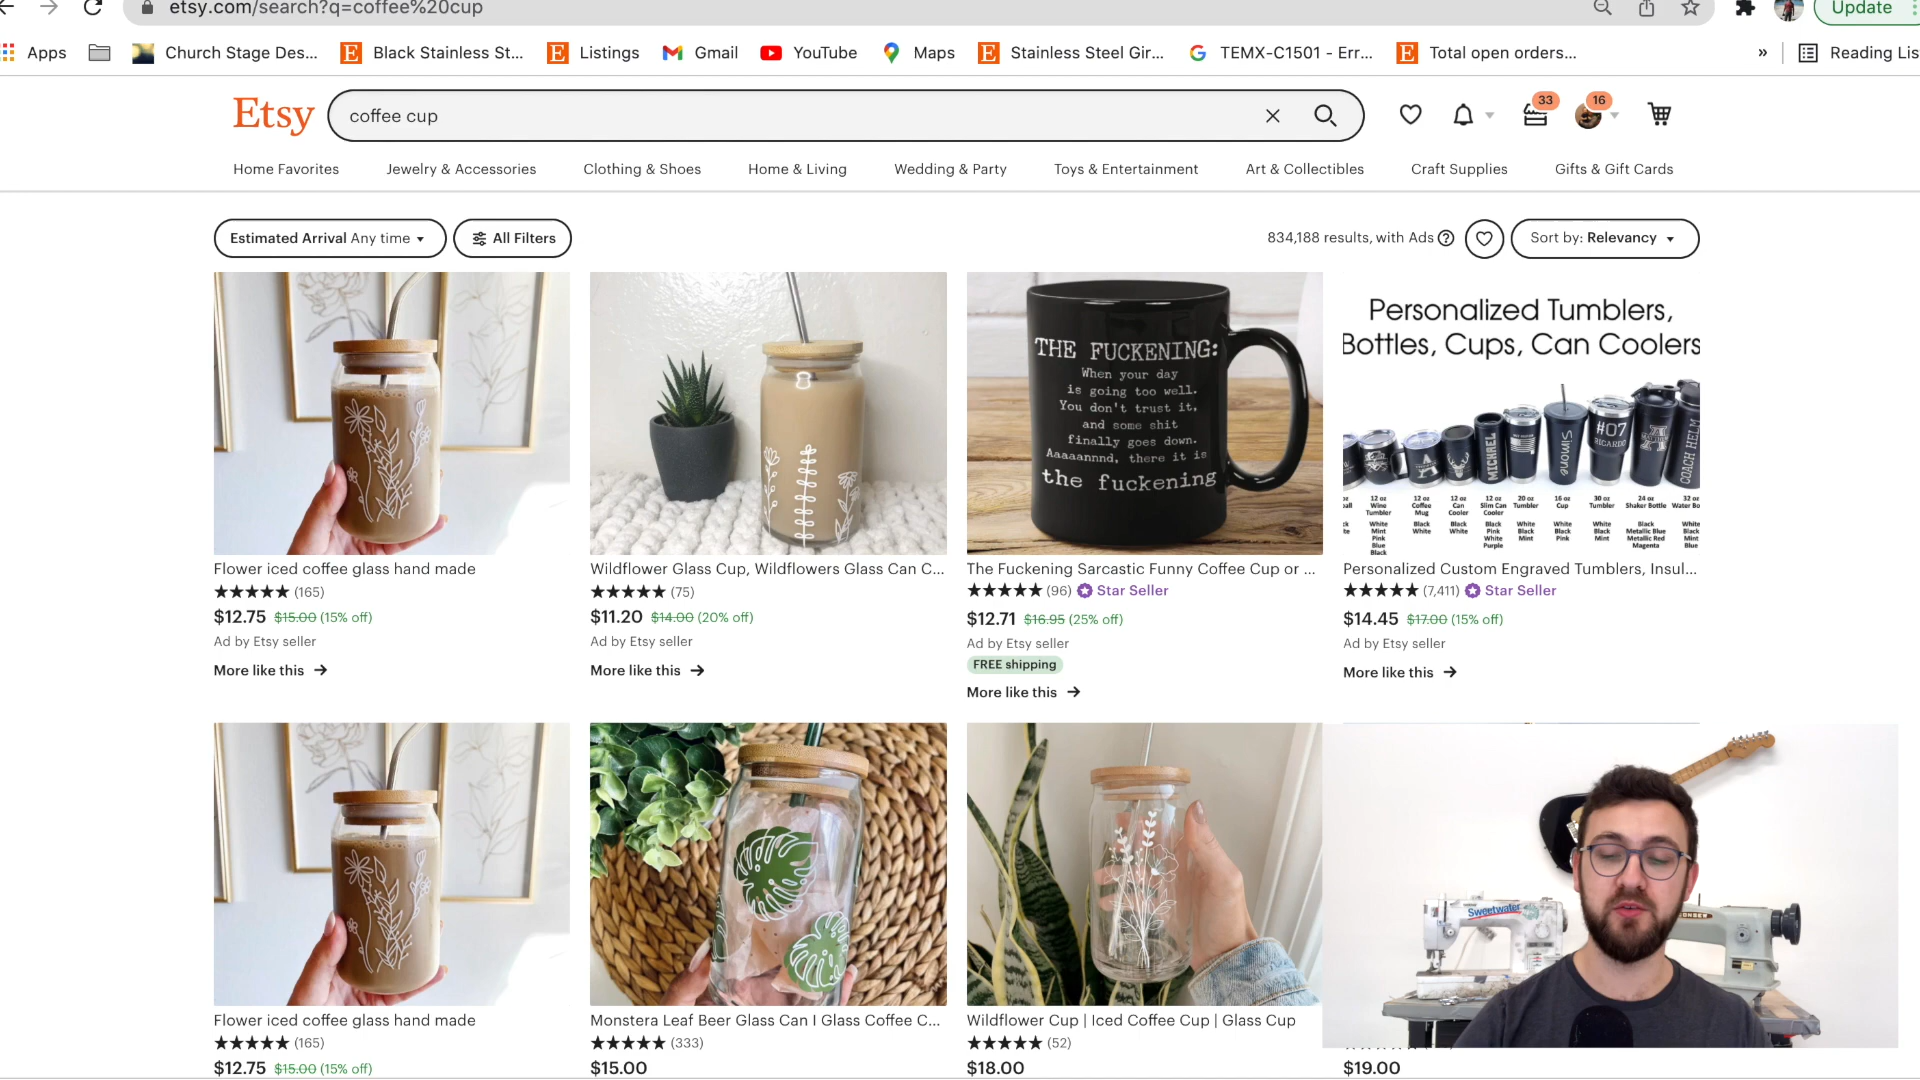 etsy.com/search?q=coffee%20cup
Update
Apps
Church Stage Des...
Black Stainless St...
Listings
Gmail
YouTube
Maps
Stainless Steel Gir...
TEMX-C1501 - Err...
Total open orders...
»
Reading Lis
Etsy
coffee cup
33
16
Home Favorites
Jewelry & Accessories
Clothing & Shoes
Home & Living
Wedding & Party
Toys & Entertainment
Art & Collectibles
Craft Supplies
Gifts & Gift Cards
Estimated Arrival Any time
All Filters
834,188 results, with Ads
Sort by: Relevancy
THE FUCKENING:
When your day
is going too well.
You don't trust it,
and some shit
finally goes down.
Aaaaannnd, there it is
the fuckening
Personalized Tumblers,
Bottles, Cups, Can Coolers
MICHAEL
Simone
#07
RICARDO
COACH HELM
12 oz Wine Tumbler
12 oz Coffee Mug
12 oz Can Cooler
12 oz Slim Can Cooler
20 oz Tumbler
16 oz Cup
30 oz Tumbler
24 oz Shaker Bottle
32 oz Water Bo
White Mint Pink Blue Black
Black White
Black White
Black Pink White Purple
White Black Mint
White Black Pink
White Black Mint
Black Metallic Blue Metallic Red Magenta
White Black Mint Blue
Flower iced coffee glass hand made
(165)
$12.75 $15.00 (15% off)
Ad by Etsy seller
More like this
Wildflower Glass Cup, Wildflowers Glass Can C...
(75)
$11.20 $14.00 (20% off)
Ad by Etsy seller
More like this
The Fuckening Sarcastic Funny Coffee Cup or ...
(96) Star Seller
$12.71 $16.95 (25% off)
Ad by Etsy seller
FREE shipping
More like this
Personalized Custom Engraved Tumblers, Insul...
(7,411) Star Seller
$14.45 $17.00 (15% off)
Ad by Etsy seller
More like this
Sweetwater
Flower iced coffee glass hand made
(165)
$12.75 $15.00 (15% off)
Monstera Leaf Beer Glass Can I Glass Coffee C...
(333)
$15.00
Wildflower Cup | Iced Coffee Cup | Glass Cup
(52)
$18.00
$19.00